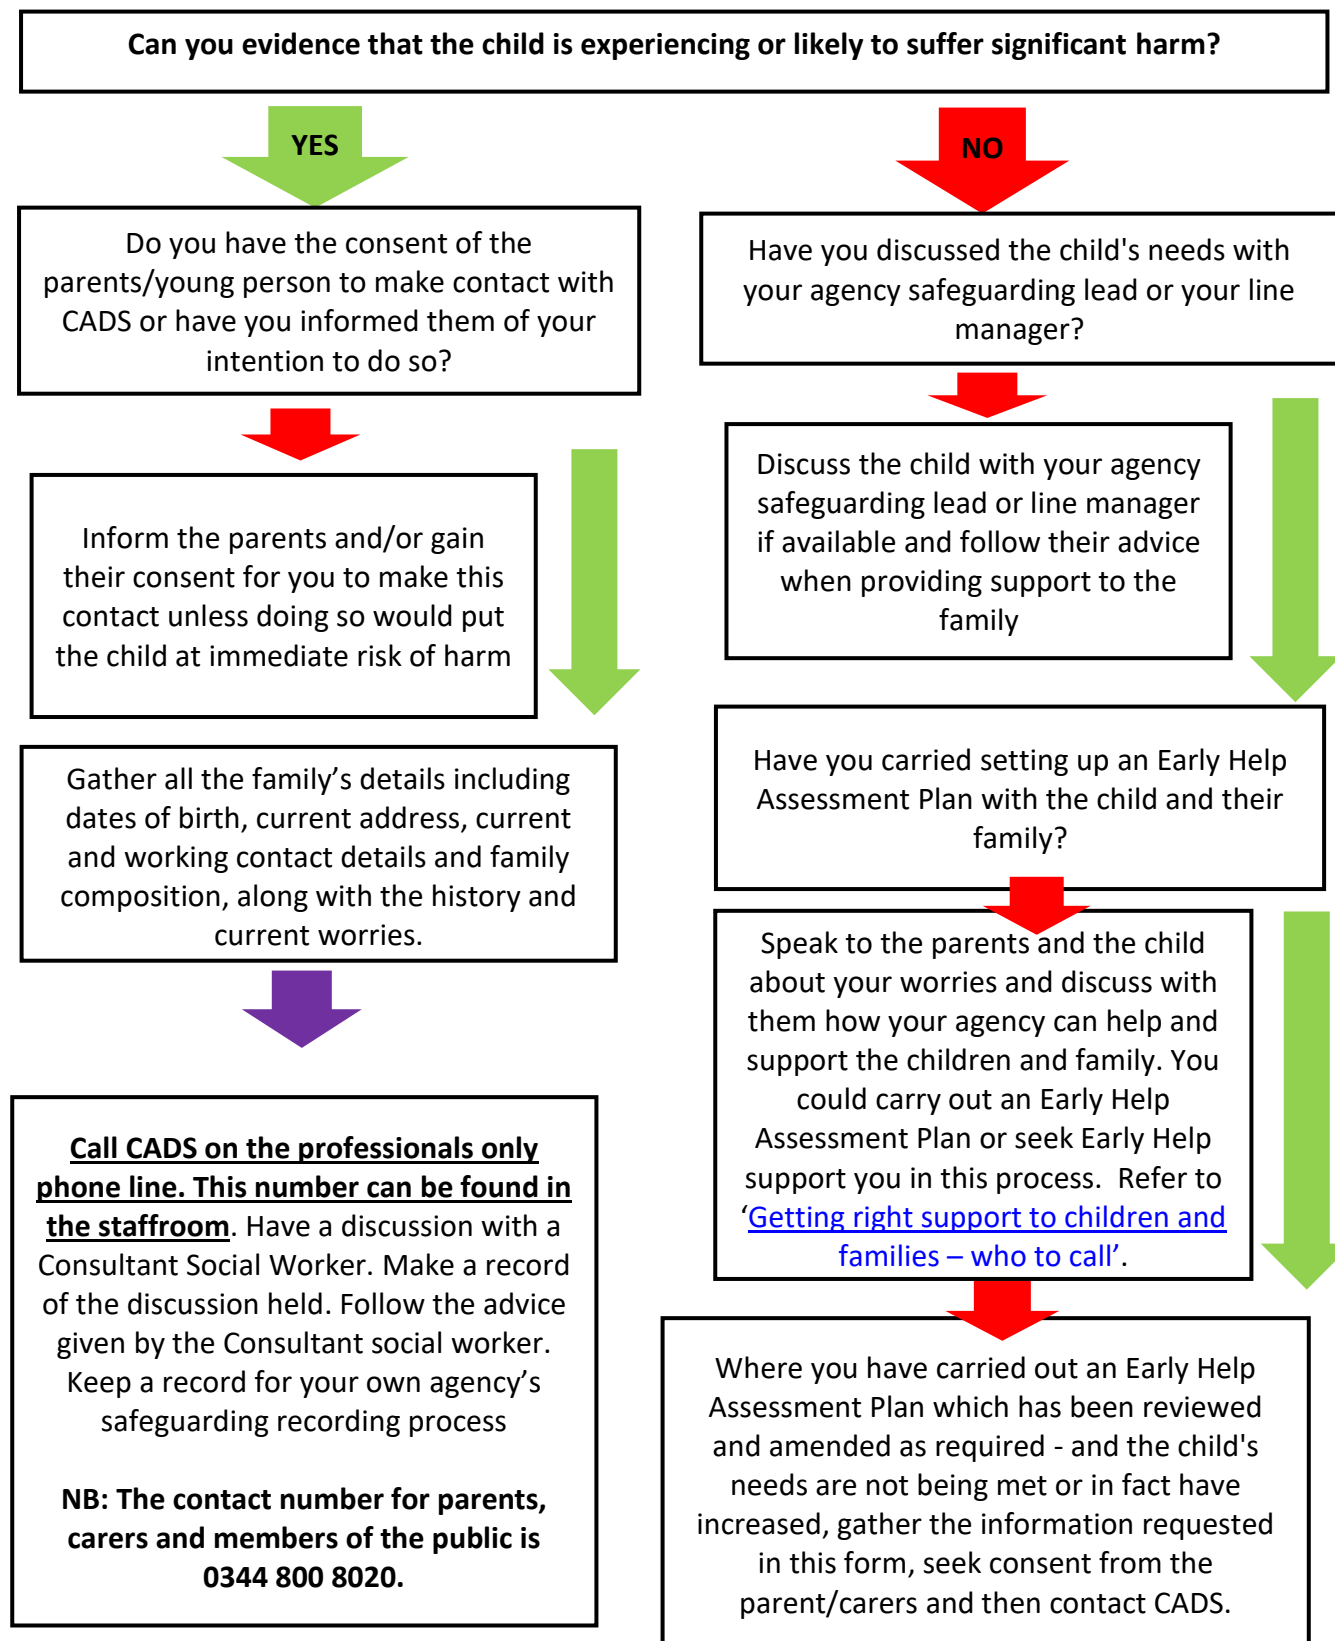 Can you evidence that the child is experiencing or likely to suffer significant harm?
YES
NO
Do you have the consent of the
parents/young person to make contact with
CADS or have you informed them of your
intention to do so?
Have you discussed the child's needs with
your agency safeguarding lead or your line
manager?
Inform the parents and/or gain
their consent for you to make this
contact unless doing so would put
the child at immediate risk of harm
Discuss the child with your agency
safeguarding lead or line manager
if available and follow their advice
when providing support to the
family
Gather all the family’s details including
dates of birth, current address, current
and working contact details and family
composition, along with the history and
current worries.
Have you carried setting up an Early Help
Assessment Plan with the child and their
family?
Speak to the parents and the child
about your worries and discuss with
them how your agency can help and
support the children and family. You
could carry out an Early Help
Assessment Plan or seek Early Help
support you in this process.  Refer to
‘Getting right support to children and
families – who to call’.
Call CADS on the professionals only
phone line. This number can be found in
the staffroom. Have a discussion with a
Consultant Social Worker. Make a record
of the discussion held. Follow the advice
given by the Consultant social worker.
Keep a record for your own agency’s
safeguarding recording process
NB: The contact number for parents,
carers and members of the public is
0344 800 8020.
Where you have carried out an Early Help
Assessment Plan which has been reviewed
and amended as required - and the child's
needs are not being met or in fact have
increased, gather the information requested
in this form, seek consent from the
parent/carers and then contact CADS.